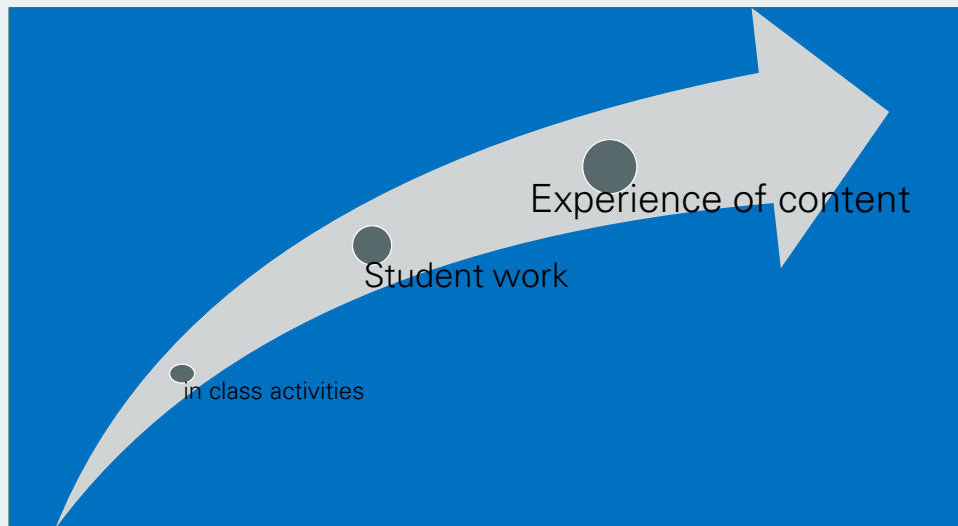 Experience of content
Student work
in class activities